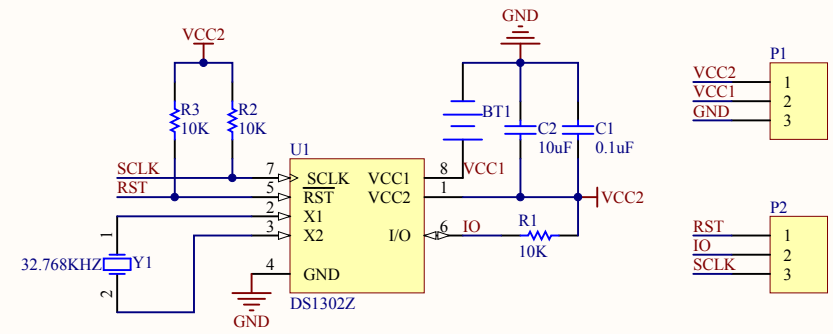 GND
VCC2
P1
VCC2 1
VCC1 2
GND 3
R3 10K
R2 10K
BT1
C2 10uF
C1 0.1uF
U1
SCLK 7 SCLK VCC1 8 VCC1
RST 5 RST VCC2 1 VCC2
2 X1
3 X2 I/O 6 IO R1 10K
1
32.768KHZ Y1
2
4 GND
GND
DS1302Z
P2
RST 1
IO 2
SCLK 3